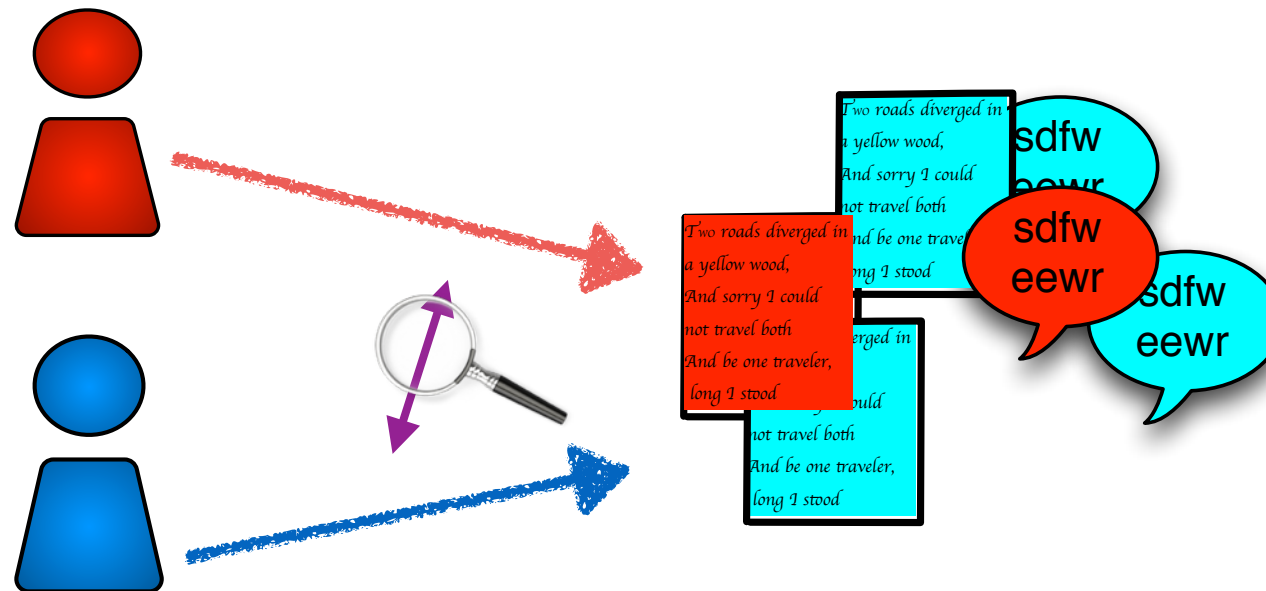 Two roads diverged in
a yellow wood,
And sorry I could
not travel both
And be one
long I stood
sdfw
eewr
sdfw
eewr
sdfw
eewr
Two roads diverged in
a yellow wood,
And sorry I could
not travel both
And be one traveler,
long I stood
in
not travel both
And be one traveler,
long I stood